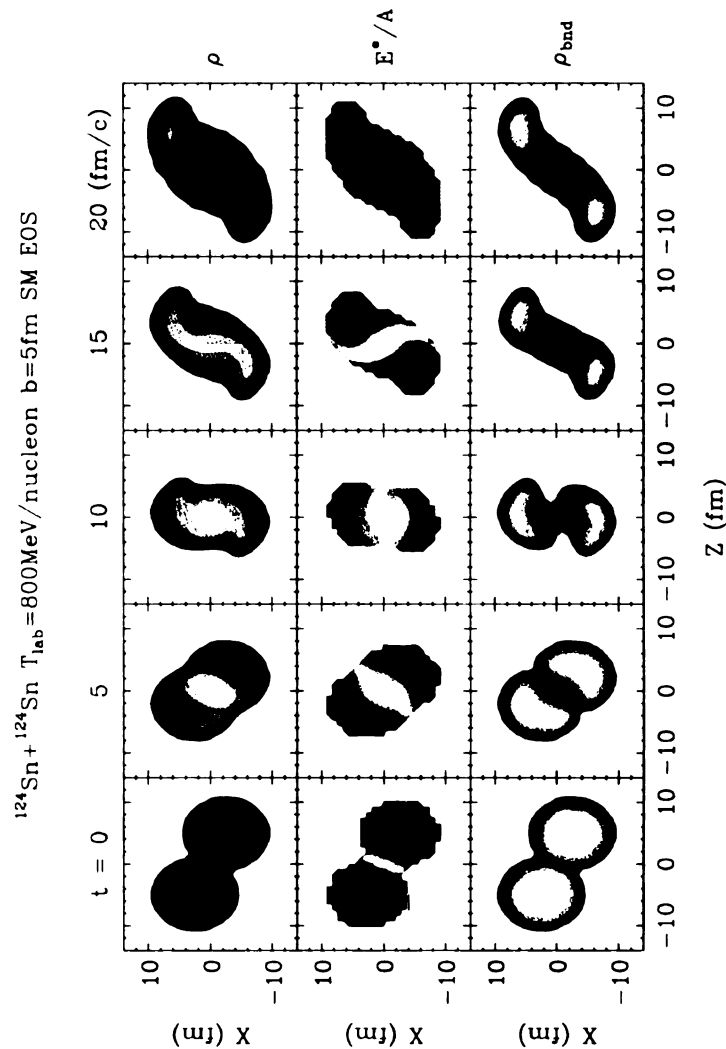 ¹²⁴Sn+¹²⁴Sn T_lab=800MeV/nucleon b=5fm SM EOS
t = 0 5 10 15 20 (fm/c)
X (fm) 10 0 -10 ρ
X (fm) 10 0 -10 E*/A
X (fm) 10 0 -10 ρ_bnd
-10 0 10 -10 0 10 -10 0 10 -10 0 10 -10 0 10
Z (fm)